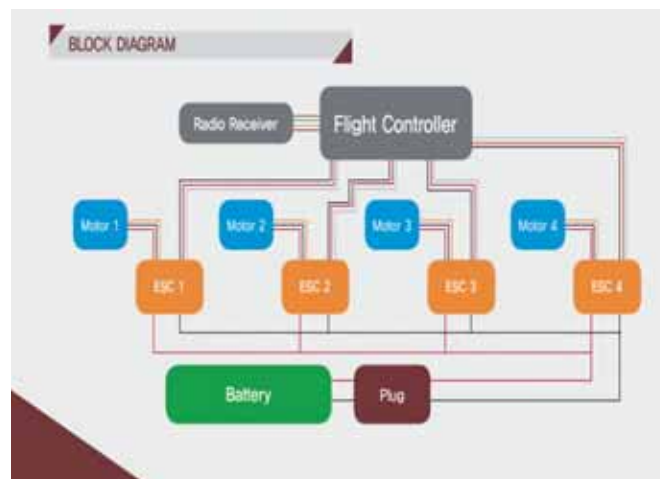 BLOCK DIAGRAM
Radio Receiver
Flight Controller
Motor 1
Motor 2
Motor 3
Motor 4
ESC 1
ESC 2
ESC 3
ESC 4
Battery
Plug